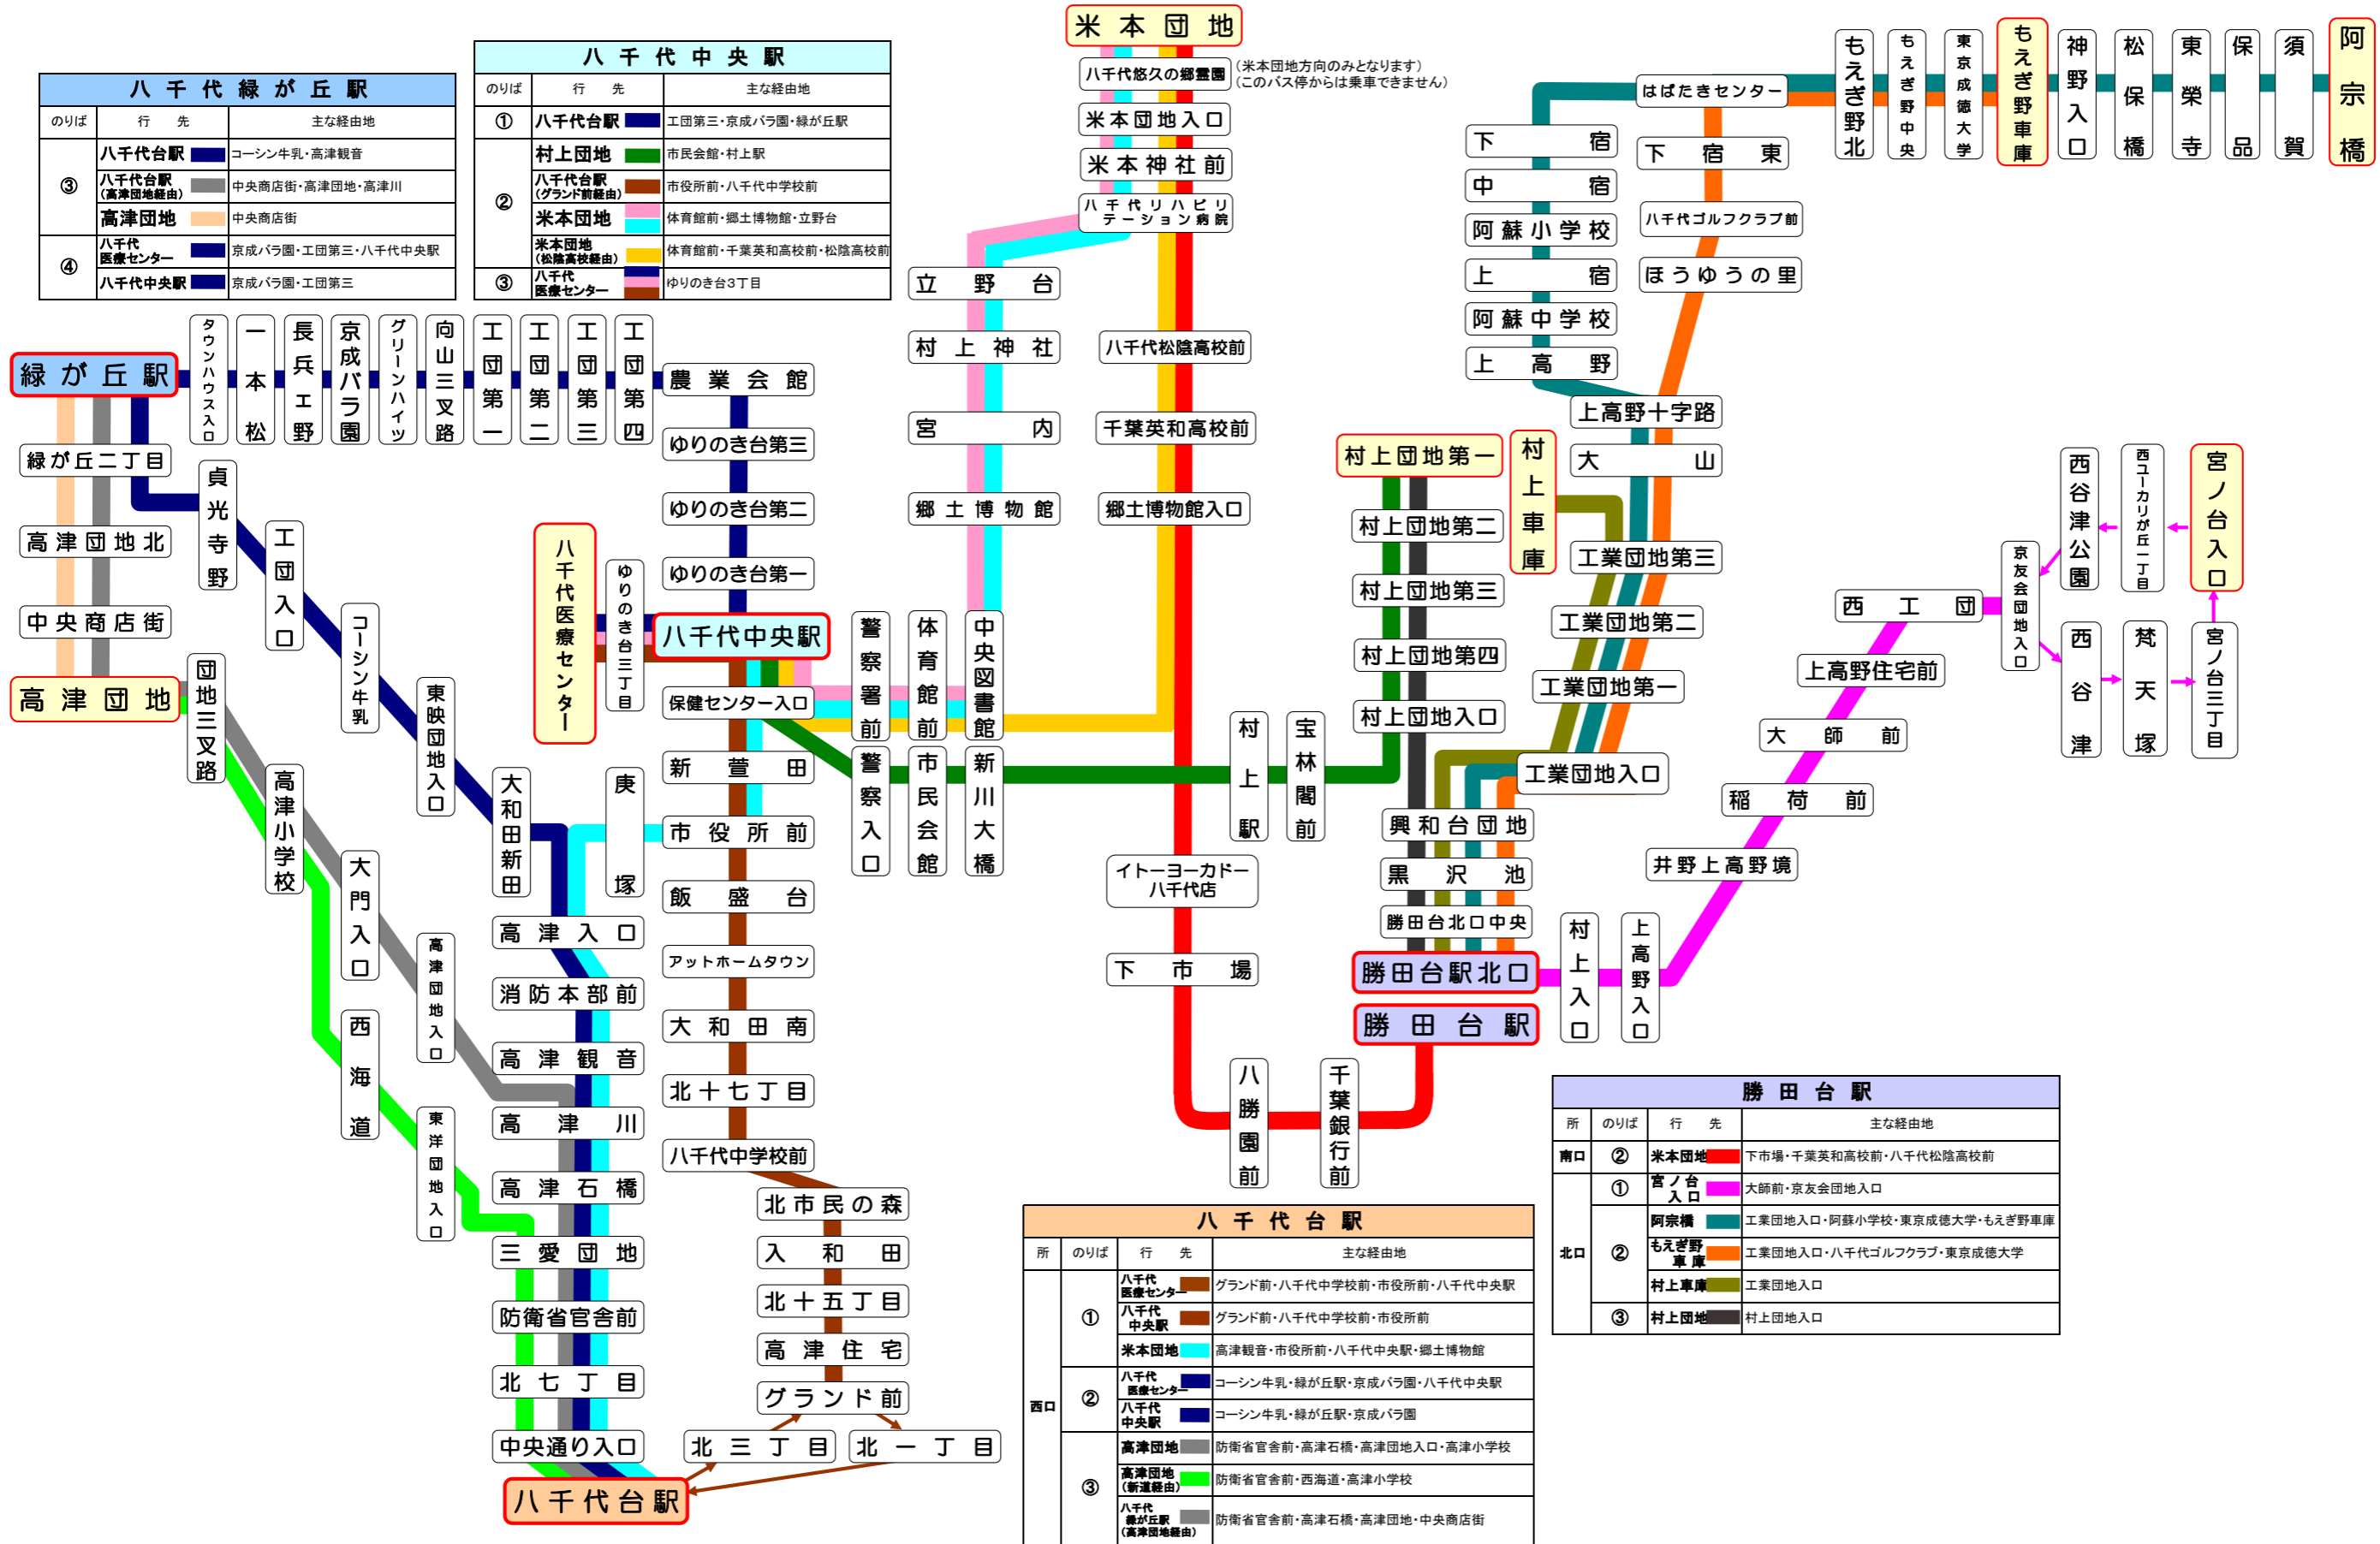 八千代緑が丘駅
のりば 行先 主な経由地
③ 八千代台駅 コーシン牛乳・高津観音
八千代台駅 (高津団地経由) 中央商店街・高津団地・高津川
高津団地 中央商店街
④ 八千代医療センター 京成バラ園・工団第三・八千代中央駅
八千代中央駅 京成バラ園・工団第三
八千代中央駅
のりば 行先 主な経由地
① 八千代台駅 工団第三・京成バラ園・緑が丘駅
② 村上団地 市民会館・村上駅
八千代台駅 (グランド前経由) 市役所前・八千代中学校前
米本団地 体育館前・郷土博物館・立野台
米本団地 (松陰高校経由) 体育館前・千葉英和高校前・松陰高校前
③ 八千代医療センター ゆりのき台3丁目
米本団地
八千代悠久の郷霊園
(米本団地方向のみとなります)
(このバス停からは乗車できません)
米本団地入口
米本神社前
八千代リハビリテーション病院
立野台
村上神社
宮内
郷土博物館
八千代松陰高校前
千葉英和高校前
郷土博物館入口
はばたきセンター
もえぎ野北
もえぎ野中央
東京成徳大学
もえぎ野車庫
神野入口
松保橋
東榮寺
保品
須賀
阿宗橋
下宿
中宿
阿蘇小学校
上宿
阿蘇中学校
上高野
下宿東
八千代ゴルフクラブ前
ほうゆうの里
上高野十字路
大山
工業団地第三
工業団地第二
工業団地第一
工業団地入口
緑が丘駅
タウンハウス入口
一本松
長兵エ野
京成バラ園
グリーンハイツ
向山三叉路
工団第一
工団第二
工団第三
工団第四
農業会館
ゆりのき台第三
ゆりのき台第二
ゆりのき台第一
八千代中央駅
八千代医療センター
ゆりのき台三丁目
緑が丘二丁目
高津団地北
中央商店街
高津団地
貞光寺野
工団入口
コーシン牛乳
東映団地入口
大和田新田
庚塚
団地三叉路
高津小学校
大門入口
高津団地入口
西海道
東洋団地入口
保健センター入口
新萱田
市役所前
飯盛台
アットホームタウン
大和田南
北十七丁目
八千代中学校前
北市民の森
入和田
北十五丁目
高津住宅
グランド前
北三丁目
北一丁目
高津入口
消防本部前
高津観音
高津川
高津石橋
三愛団地
防衛省官舎前
北七丁目
中央通り入口
八千代台駅
警察署前
体育館前
中央図書館
警察入口
市民会館
新川大橋
村上駅
宝林閣前
イトーヨーカドー八千代店
下市場
八勝園前
千葉銀行前
村上団地第一
村上団地第二
村上団地第三
村上団地第四
村上団地入口
村上車庫
興和台団地
黒沢池
勝田台北口中央
勝田台駅北口
勝田台駅
村上入口
上高野入口
井野上高野境
稲荷前
大師前
上高野住宅前
西工団
京友会団地入口
西谷津公園
西ユーカリが丘一丁目
宮ノ台入口
西谷津
梵天塚
宮ノ台三丁目
勝田台駅
所 のりば 行先 主な経由地
南口 ② 米本団地 下市場・千葉英和高校前・八千代松陰高校前
北口 ① 宮ノ台入口 大師前・京友会団地入口
② 阿宗橋 工業団地入口・阿蘇小学校・東京成徳大学・もえぎ野車庫
もえぎ野車庫 工業団地入口・八千代ゴルフクラブ・東京成徳大学
村上車庫 工業団地入口
③ 村上団地 村上団地入口
八千代台駅
所 のりば 行先 主な経由地
西口 ① 八千代医療センター グランド前・八千代中学校前・市役所前・八千代中央駅
八千代中央駅 グランド前・八千代中学校前・市役所前
米本団地 高津観音・市役所前・八千代中央駅・郷土博物館
② 八千代医療センター コーシン牛乳・緑が丘駅・京成バラ園・八千代中央駅
八千代中央駅 コーシン牛乳・緑が丘駅・京成バラ園
③ 高津団地 防衛省官舎前・高津石橋・高津団地入口・高津小学校
高津団地 (新道経由) 防衛省官舎前・西海道・高津小学校
八千代緑が丘駅 (高津団地経由) 防衛省官舎前・高津石橋・高津団地・中央商店街